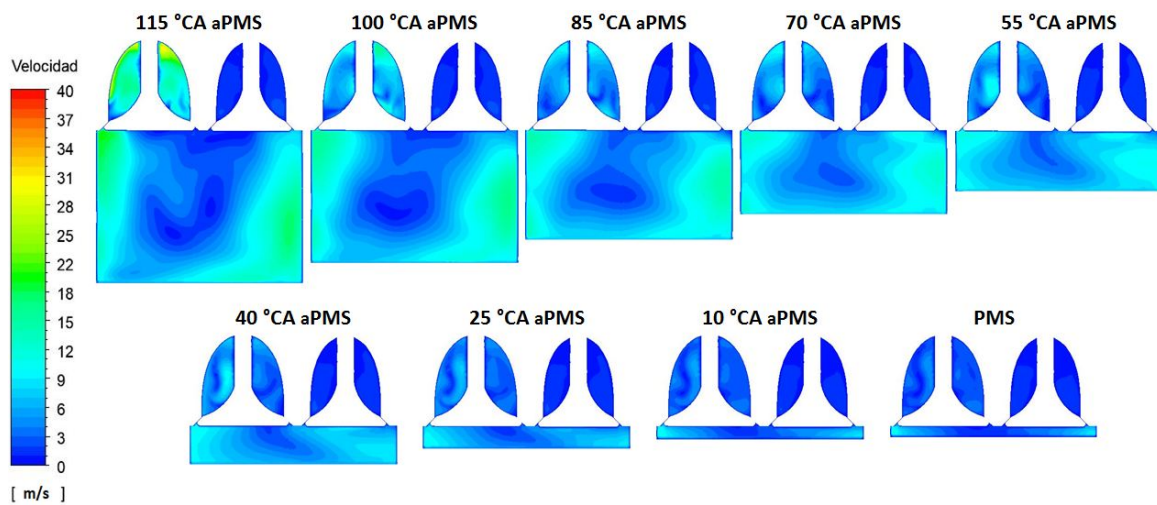 115 °CA aPMS
100 °CA aPMS
85 °CA aPMS
70 °CA aPMS
55 °CA aPMS
Velocidad
40
37
34
31
28
25
22
18
15
12
9
6
3
0
[ m/s ]
40 °CA aPMS
25 °CA aPMS
10 °CA aPMS
PMS